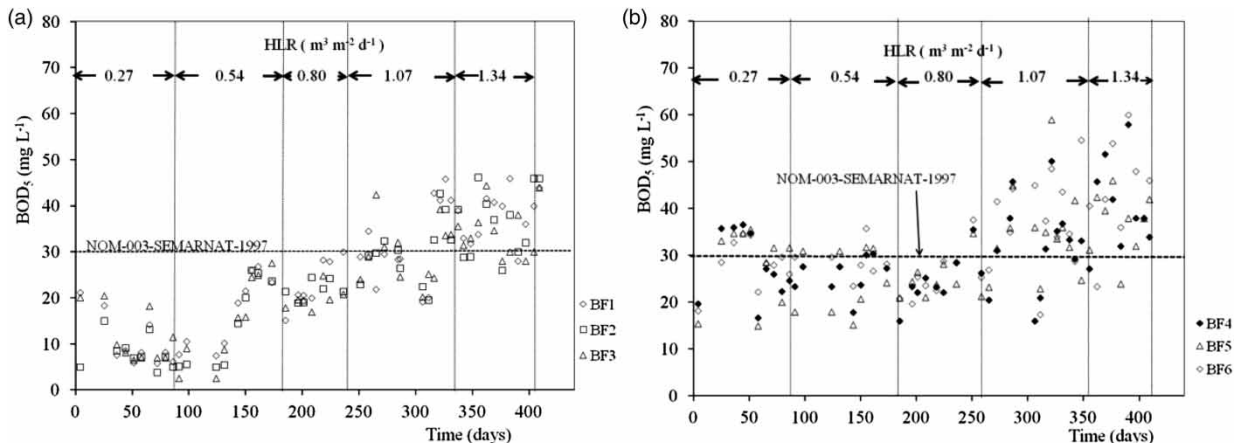 (a)
80
70
60
50
40
30
20
10
0
BOD5 (mg L-1)
HLR ( m3 m-2 d-1)
0.27 0.54 0.80 1.07 1.34
NOM-003-SEMARNAT-1997
BF1
BF2
BF3
0 50 100 150 200 250 300 350 400
Time (days)
(b)
80
70
60
50
40
30
20
10
0
BOD5 (mg L-1)
HLR ( m3 m-2 d-1)
0.27 0.54 0.80 1.07 1.34
NOM-003-SEMARNAT-1997
BF4
BF5
BF6
0 50 100 150 200 250 300 350 400
Time (days)